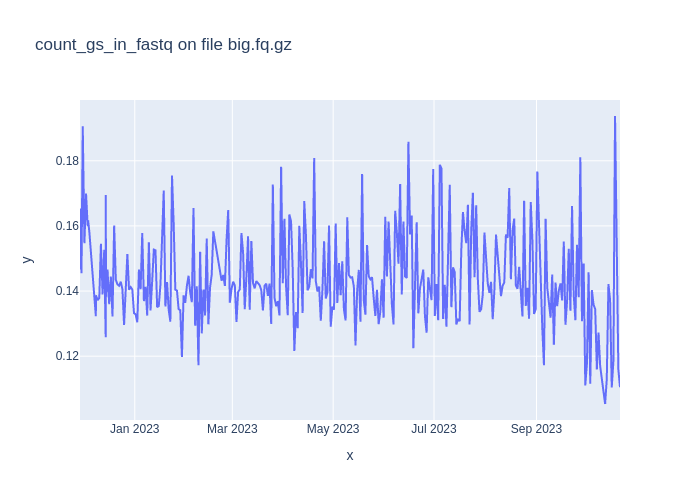 count_gs_in_fastq on file big.fq.gz
0.18
0.16
0.14
0.12
y
Jan 2023
Mar 2023
May 2023
Jul 2023
Sep 2023
x